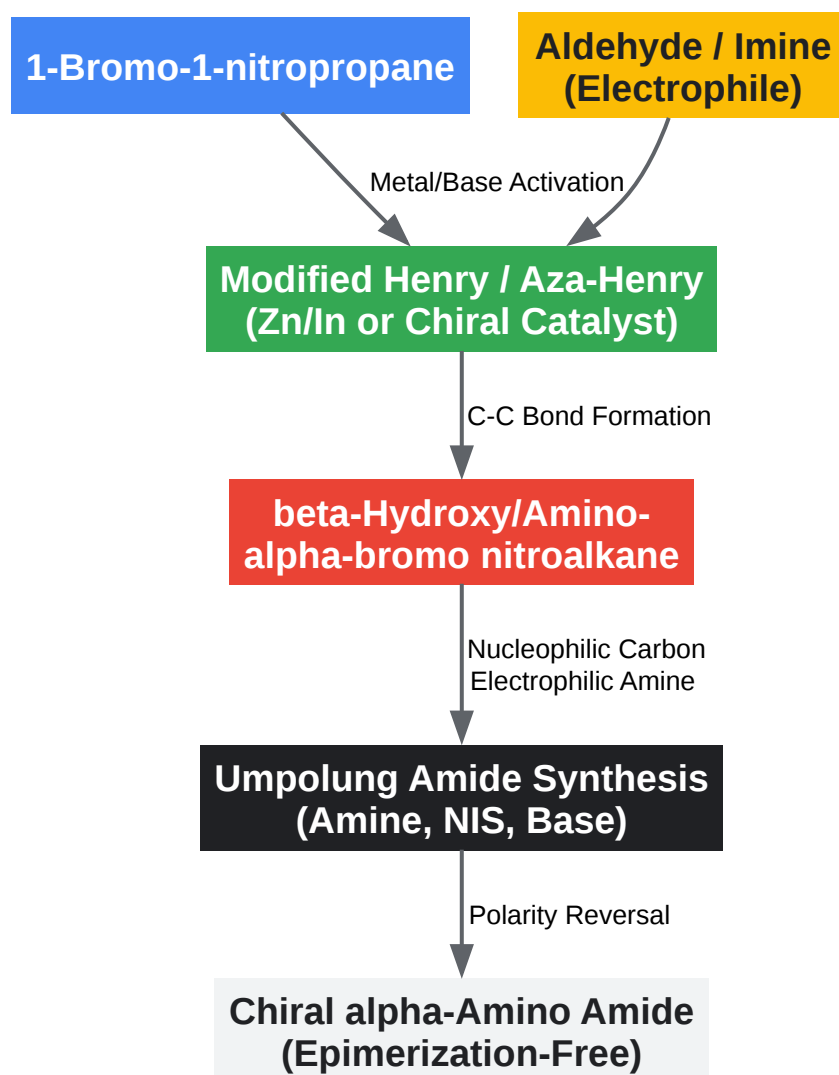 1-Bromo-1-nitropropane
Aldehyde / Imine
(Electrophile)
Metal/Base Activation
Modified Henry / Aza-Henry
(Zn/In or Chiral Catalyst)
C-C Bond Formation
beta-Hydroxy/Amino-
alpha-bromo nitroalkane
Nucleophilic Carbon
Electrophilic Amine
Umpolung Amide Synthesis
(Amine, NIS, Base)
Polarity Reversal
Chiral alpha-Amino Amide
(Epimerization-Free)